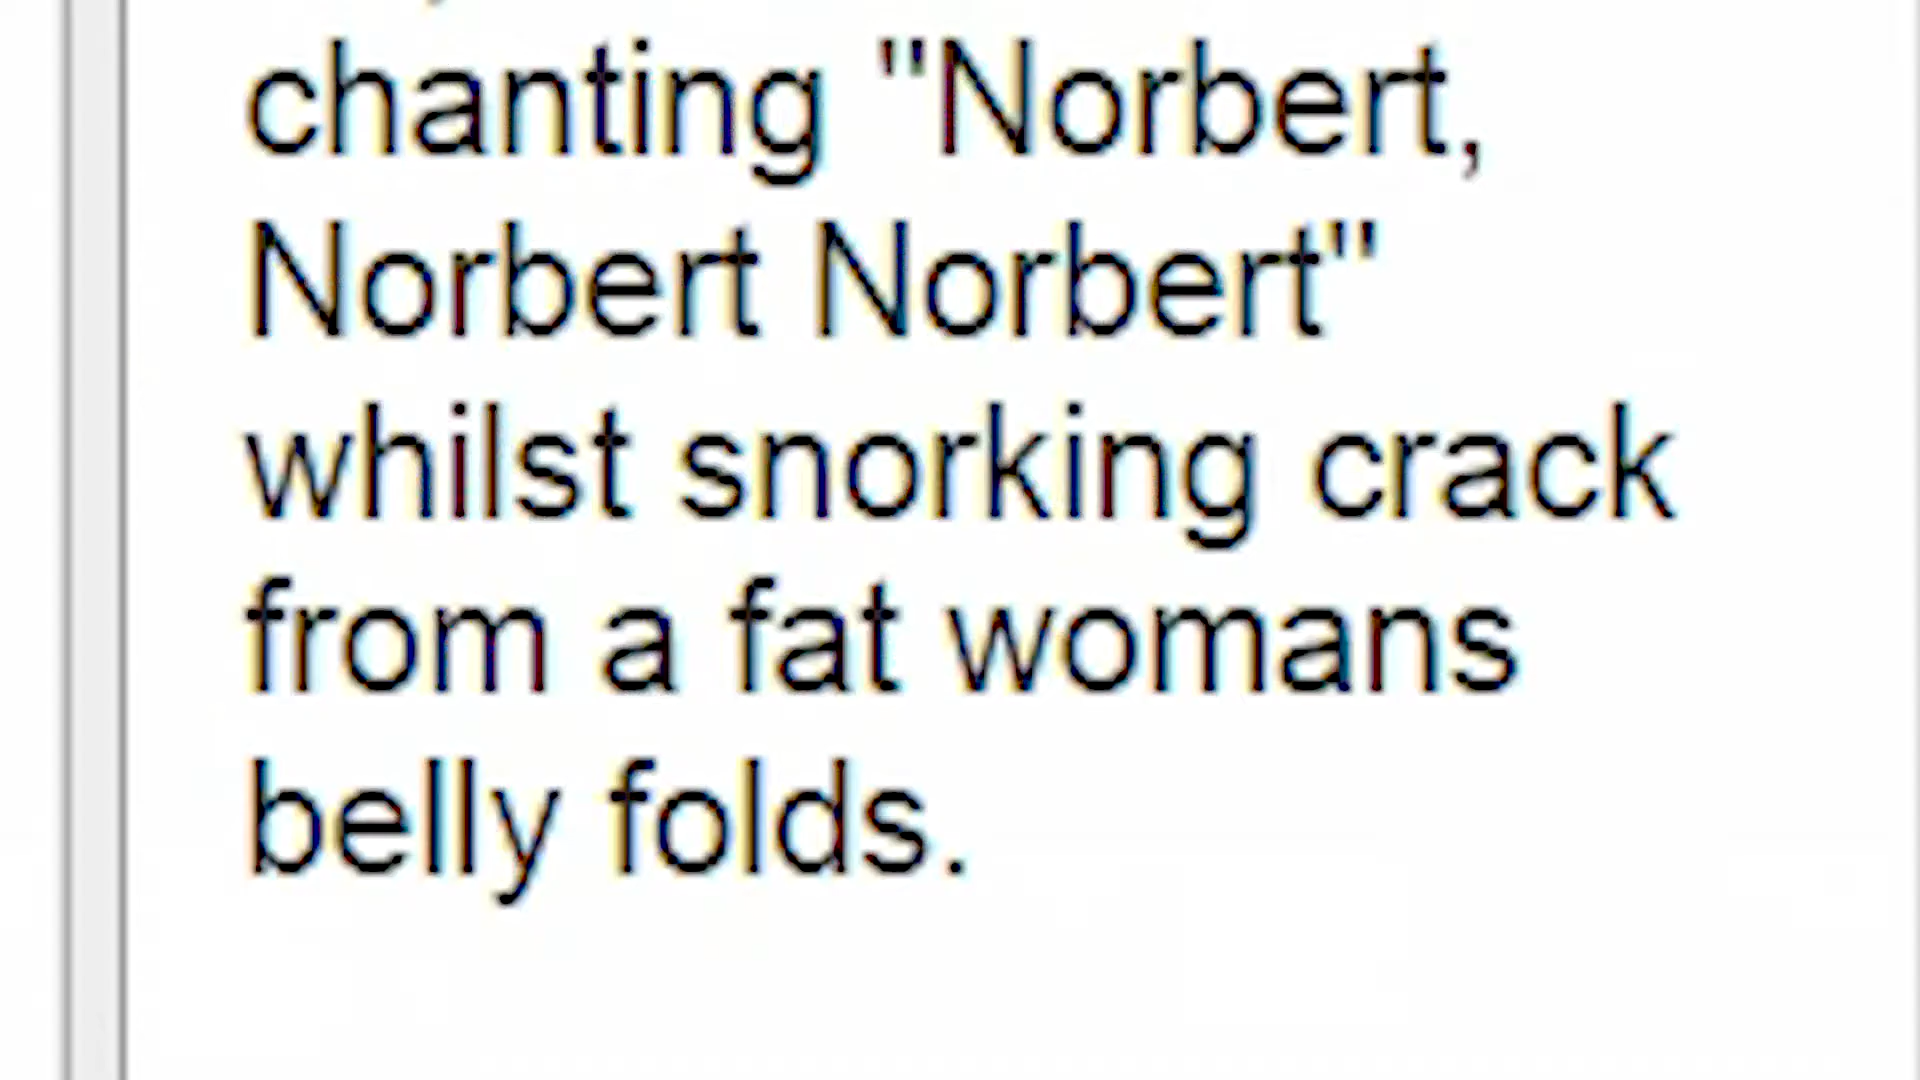 chanting "Norbert,
Norbert Norbert"
whilst snorking crack
from a fat womans
belly folds.